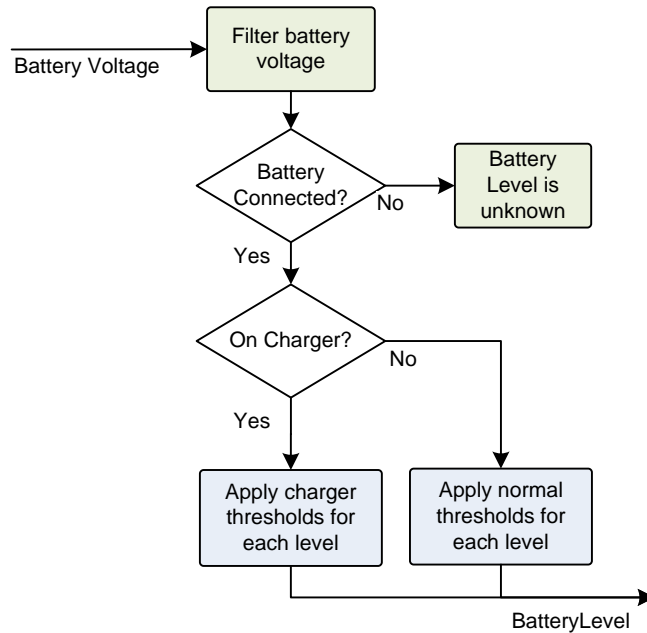 Filter battery
voltage
Battery Voltage
Battery
Connected?
No
Battery
Level is
unknown
Yes
On Charger?
No
Yes
Apply charger
thresholds for
each level
Apply normal
thresholds for
each level
BatteryLevel